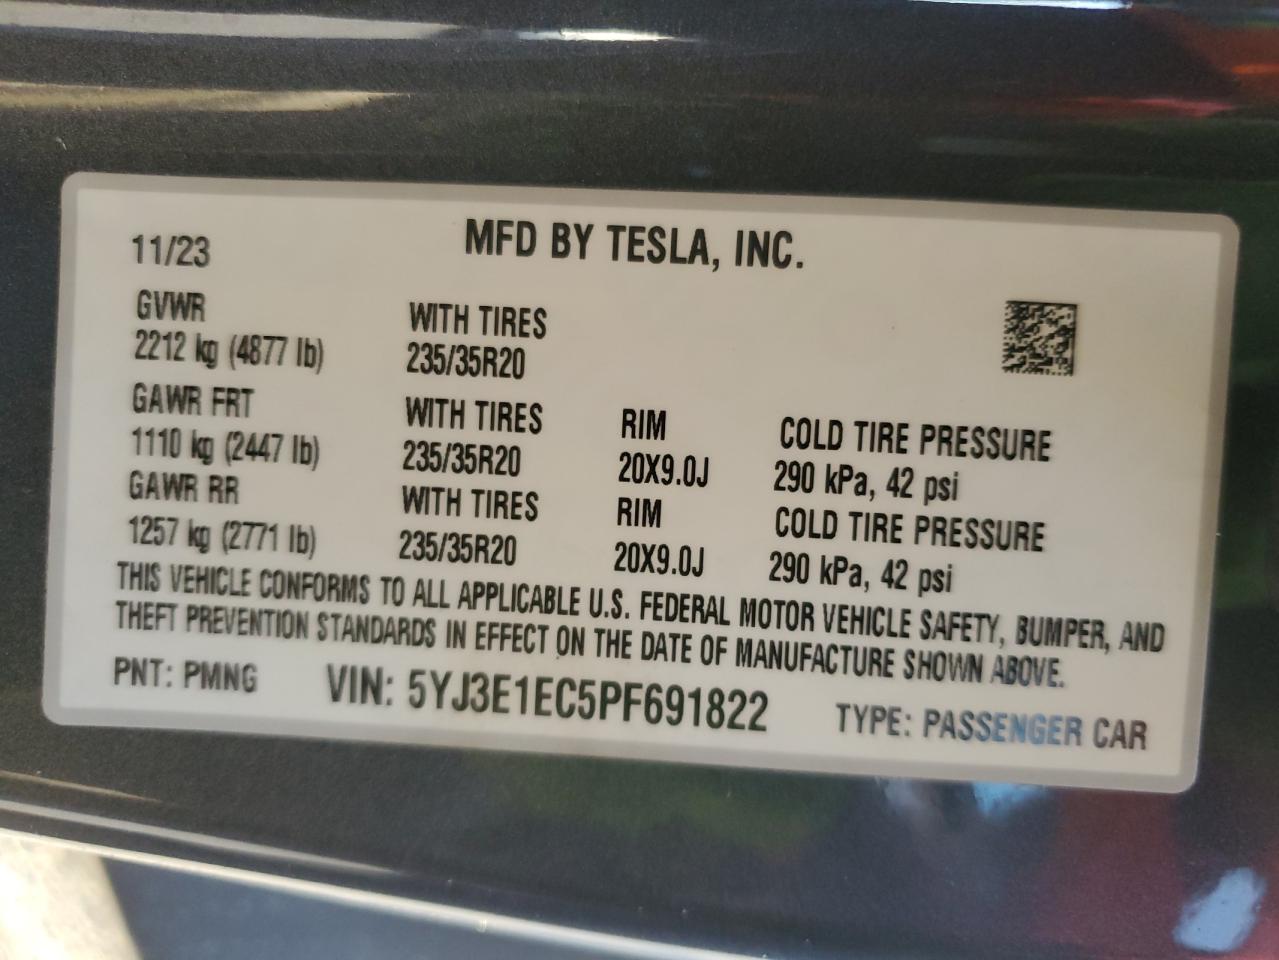 MFD BY TESLA, INC.
11/23
GVWR
2212 kg (4877 lb)
WITH TIRES
235/35R20
GAWR FRT
1110 kg (2447 lb)
WITH TIRES
235/35R20
RIM
20X9.0J
COLD TIRE PRESSURE
290 kPa, 42 psi
GAWR RR
1257 kg (2771 lb)
WITH TIRES
235/35R20
RIM
20X9.0J
COLD TIRE PRESSURE
290 kPa, 42 psi
THIS VEHICLE CONFORMS TO ALL APPLICABLE U.S. FEDERAL MOTOR VEHICLE SAFETY, BUMPER, AND
THEFT PREVENTION STANDARDS IN EFFECT ON THE DATE OF MANUFACTURE SHOWN ABOVE.
PNT: PMNG
VIN: 5YJ3E1EC5PF691822
TYPE: PASSENGER CAR